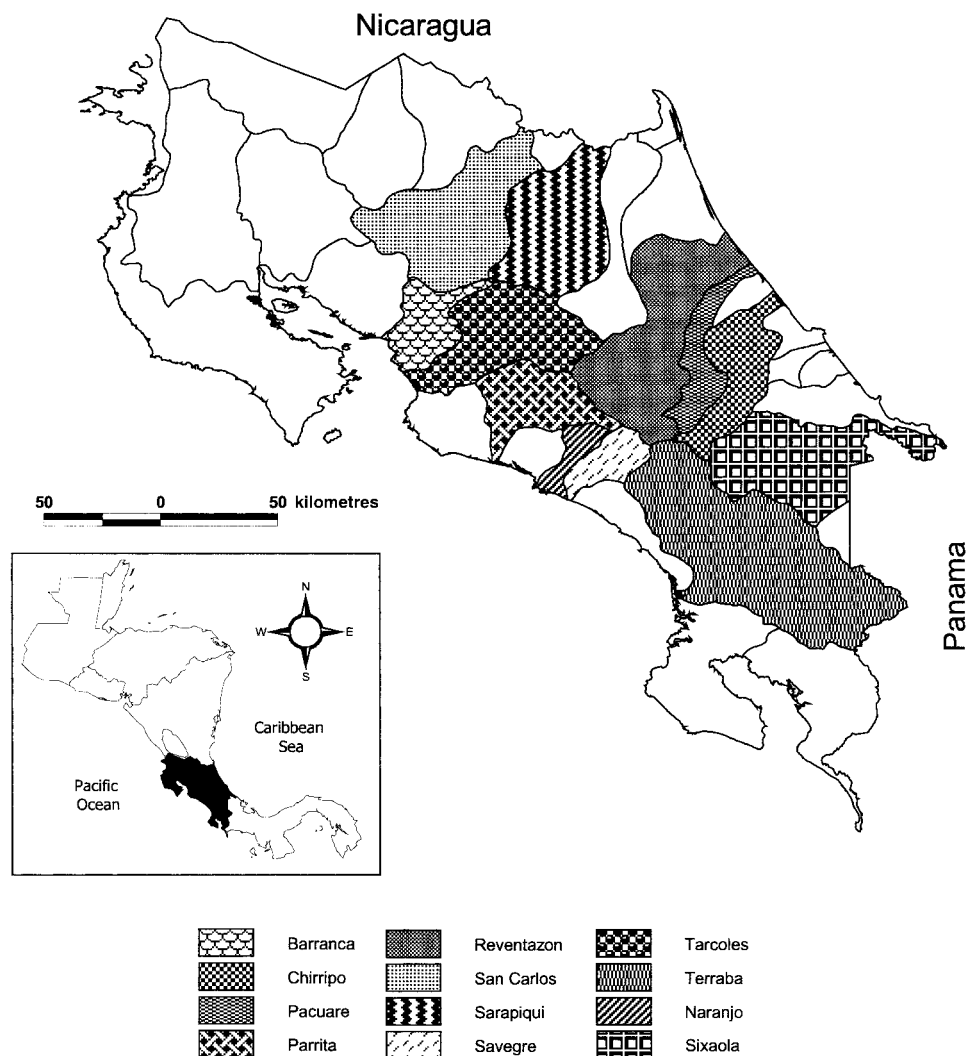 Nicaragua
50 0 50 kilometres
Panama
N
W E
S
Caribbean
Sea
Pacific
Ocean
Barranca Reventazon Tarcoles
Chirripo San Carlos Terraba
Pacuare Sarapiqui Naranjo
Parrita Savegre Sixaola